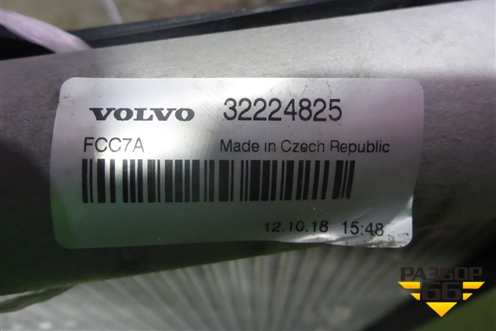 VOLVO 32224825
FCC7A Made in Czech Republic
12.10.18 15:48
РАЗБОР
66